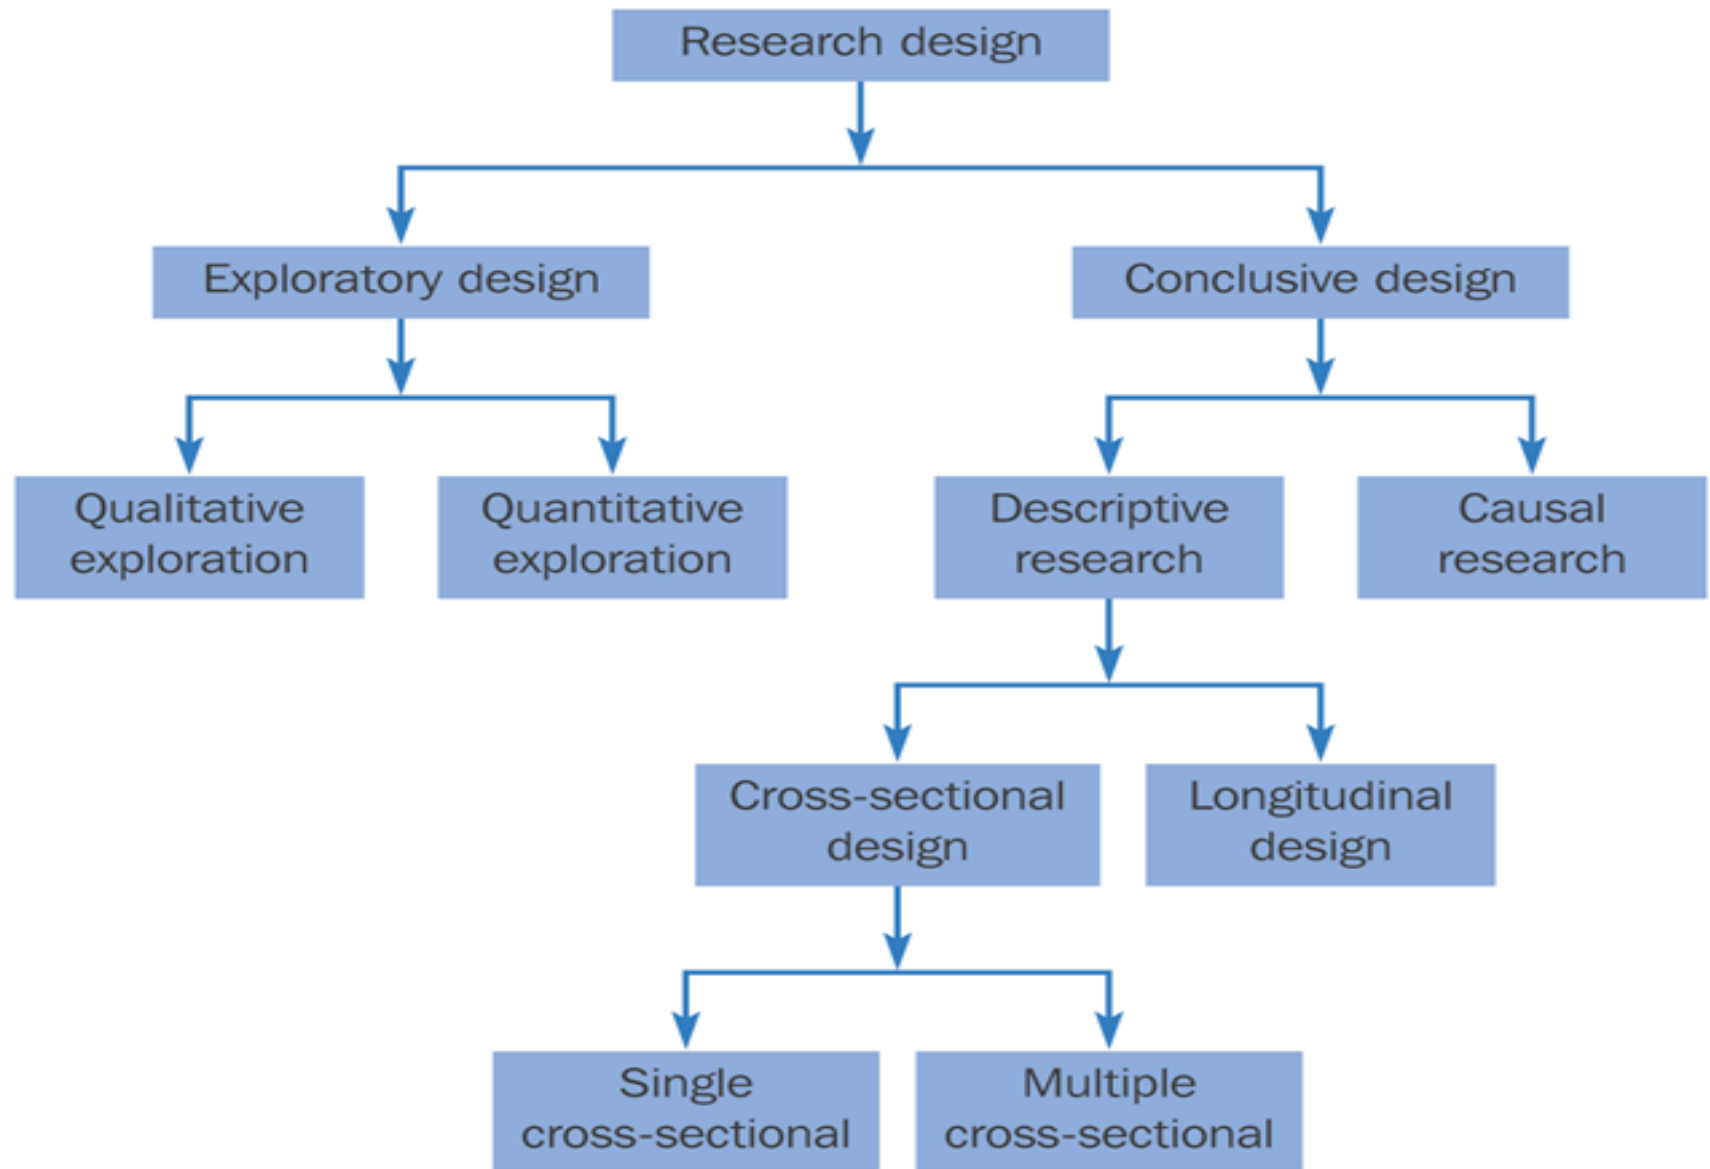 Research design
Exploratory design
Conclusive design
Qualitative
exploration
Quantitative
exploration
Descriptive
research
Causal
research
Cross-sectional
design
Longitudinal
design
Single
cross-sectional
Multiple
cross-sectional